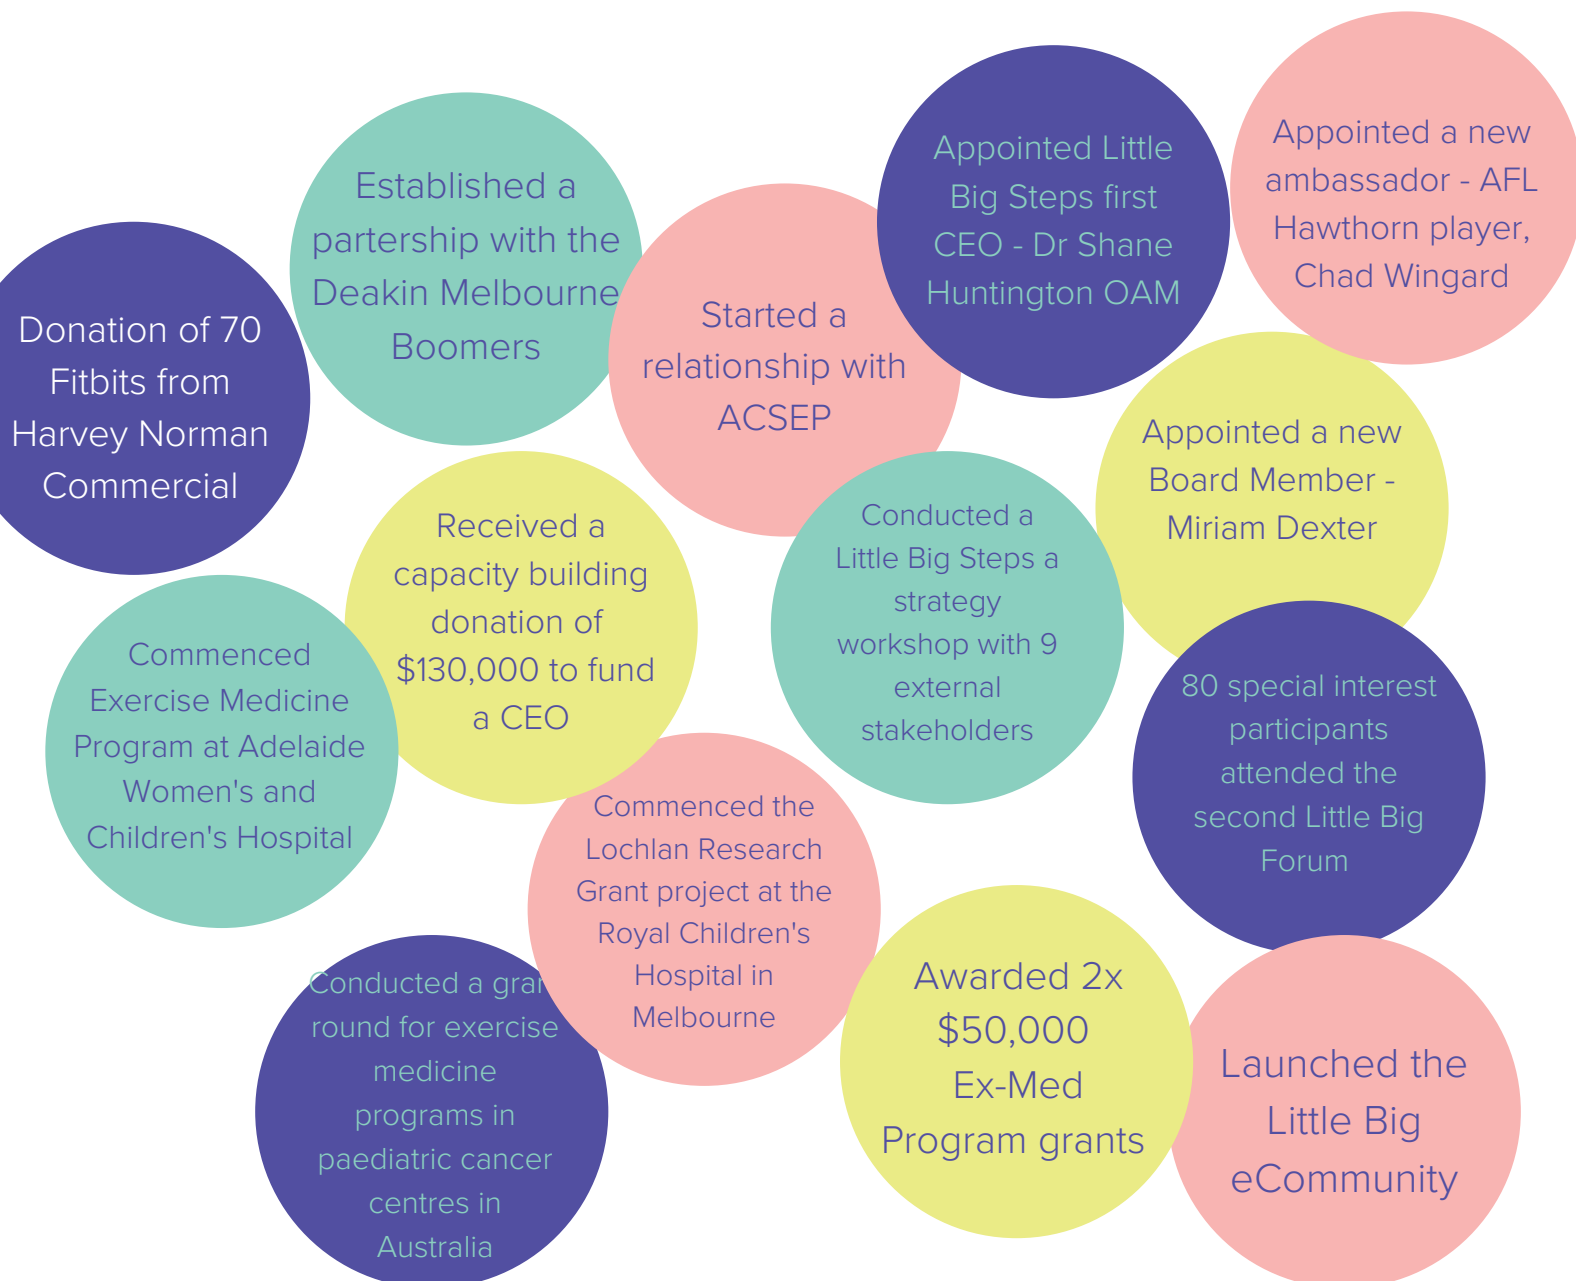 Donation of 70
Fitbits from
Harvey Norman
Commercial
Established a
partership with the
Deakin Melbourne
Boomers
Started a
relationship with
ACSEP
Appointed Little
Big Steps first
CEO - Dr Shane
Huntington OAM
Appointed a new
ambassador - AFL
Hawthorn player,
Chad Wingard
Appointed a new
Board Member -
Miriam Dexter
Received a
capacity building
donation of
$130,000 to fund
a CEO
Conducted a
Little Big Steps a
strategy
workshop with 9
external
stakeholders
Commenced
Exercise Medicine
Program at Adelaide
Women's and
Children's Hospital
80 special interest
participants
attended the
second Little Big
Forum
Commenced the
Lochlan Research
Grant project at the
Royal Children's
Hospital in
Melbourne
Conducted a gran
round for exercise
medicine
programs in
paediatric cancer
centres in
Australia
Awarded 2x
$50,000
Ex-Med
Program grants
Launched the
Little Big
eCommunity